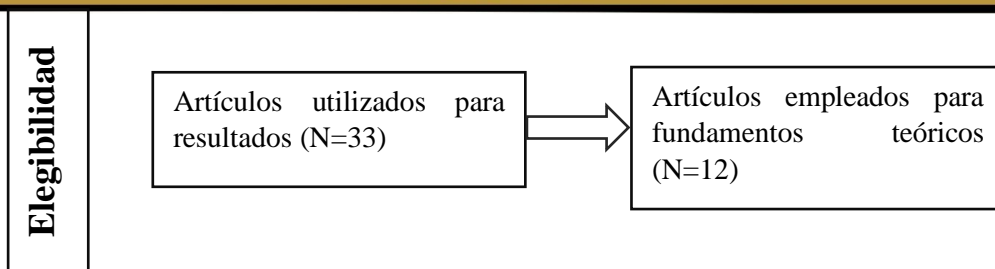 Elegibilidad
Artículos utilizados para
resultados (N=33)
Artículos empleados para
fundamentos teóricos
(N=12)